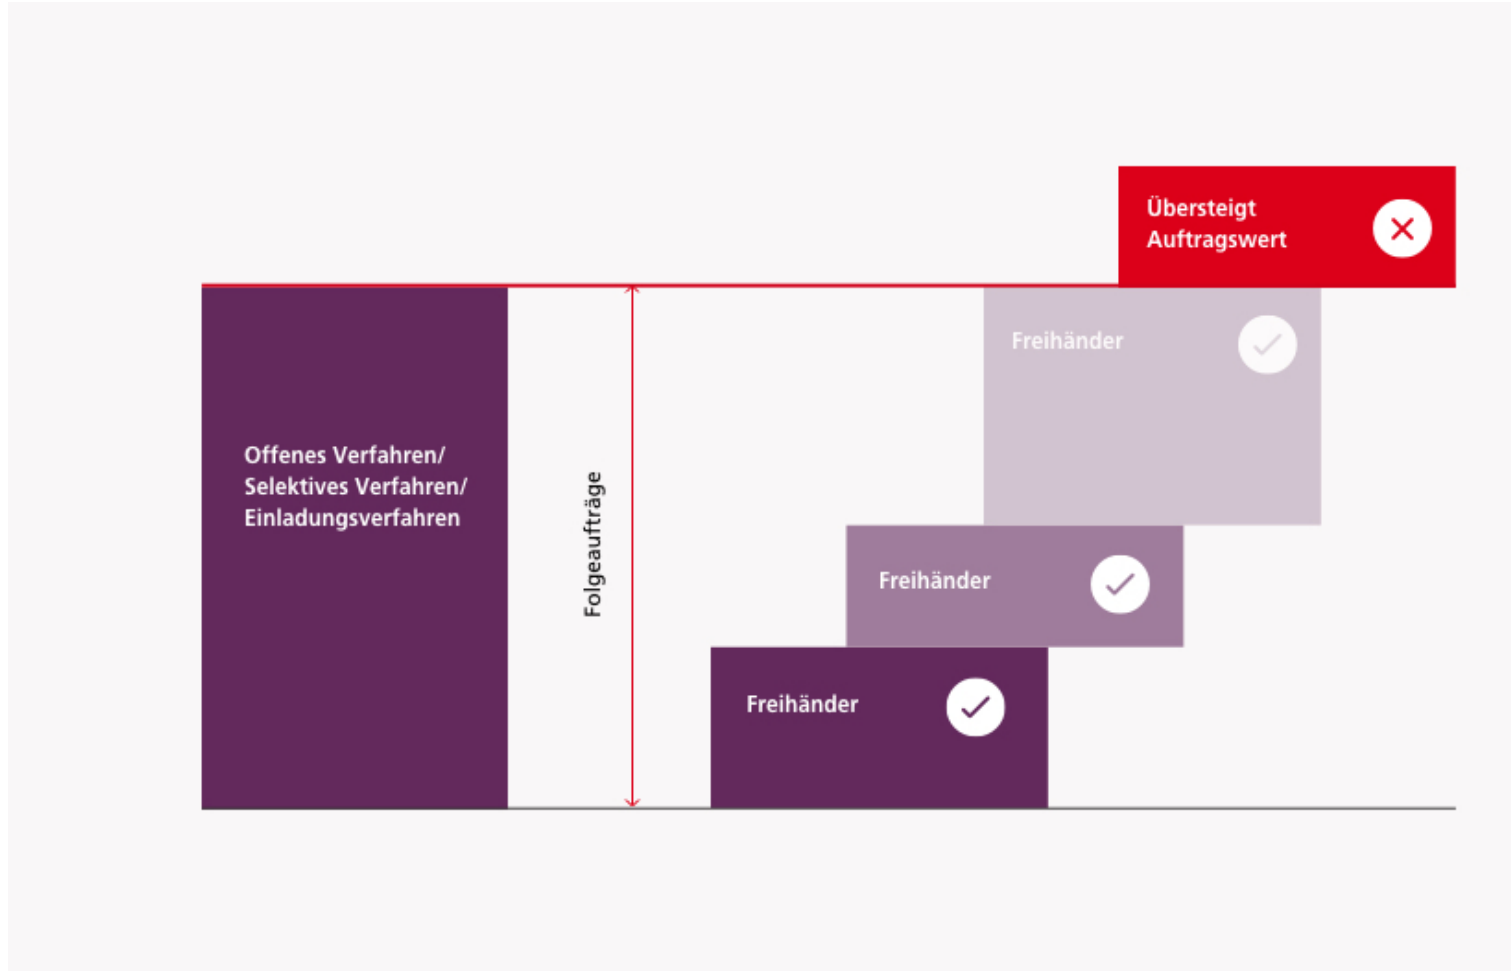 Übersteigt
Auftragswert
Freihänder
Offenes Verfahren/
Selektives Verfahren/
Einladungsverfahren
Folgeaufträge
Freihänder
Freihänder